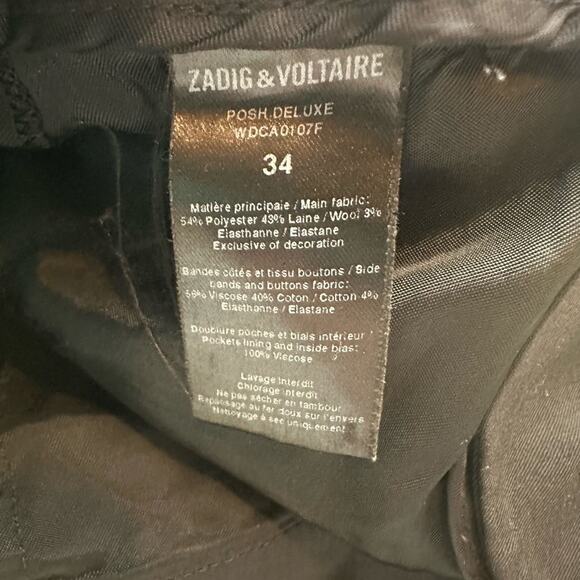 ZADIG & VOLTAIRE
POSH DELUXE
WDCA0107F
34
Matière principale / Main fabric:
54% Polyester 43% Laine / Wool 3%
Elasthanne / Elastane
Exclusive of decoration
Bandes côtés et tissu boutons / Side
bands and buttons fabric:
56% Viscose 40% Coton / Cotton 4%
Elasthanne / Elastane
Doublure poches et biais intérieur
Pockets lining and inside bias:
100% Viscose
Lavage interdit
Chlorage interdit
Ne pas sécher en tambour
Repassage au fer doux sur l'envers
Nettoyage à sec uniquement